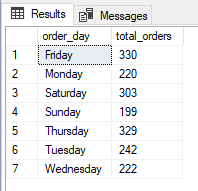 Results Messages
order_day total_orders
1 Friday 330
2 Monday 220
3 Saturday 303
4 Sunday 199
5 Thursday 329
6 Tuesday 242
7 Wednesday 222